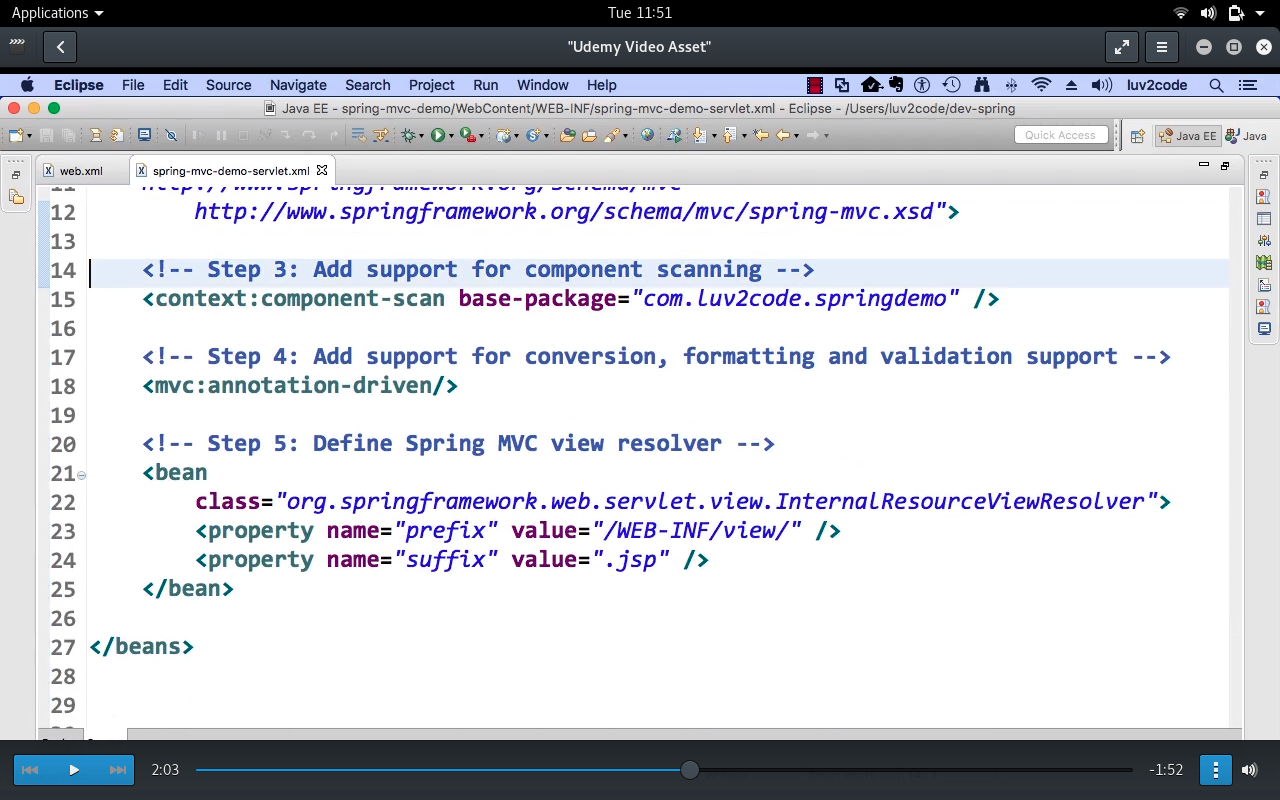 Applications
Tue 11:51
"Udemy Video Asset"
Eclipse File Edit Source Navigate Search Project Run Window Help luv2code
Java EE - spring-mvc-demo/WebContent/WEB-INF/spring-mvc-demo-servlet.xml - Eclipse - /Users/luv2code/dev-spring
Quick Access Java EE Java
web.xml spring-mvc-demo-servlet.xml
11 http://www.springframework.org/schema/mvc
12 http://www.springframework.org/schema/mvc/spring-mvc.xsd">
13
14 <!-- Step 3: Add support for component scanning -->
15 <context:component-scan base-package="com.luv2code.springdemo" />
16
17 <!-- Step 4: Add support for conversion, formatting and validation support -->
18 <mvc:annotation-driven/>
19
20 <!-- Step 5: Define Spring MVC view resolver -->
21 <bean
22 class="org.springframework.web.servlet.view.InternalResourceViewResolver">
23 <property name="prefix" value="/WEB-INF/view/" />
24 <property name="suffix" value=".jsp" />
25 </bean>
26
27 </beans>
28
29
2:03 -1:52